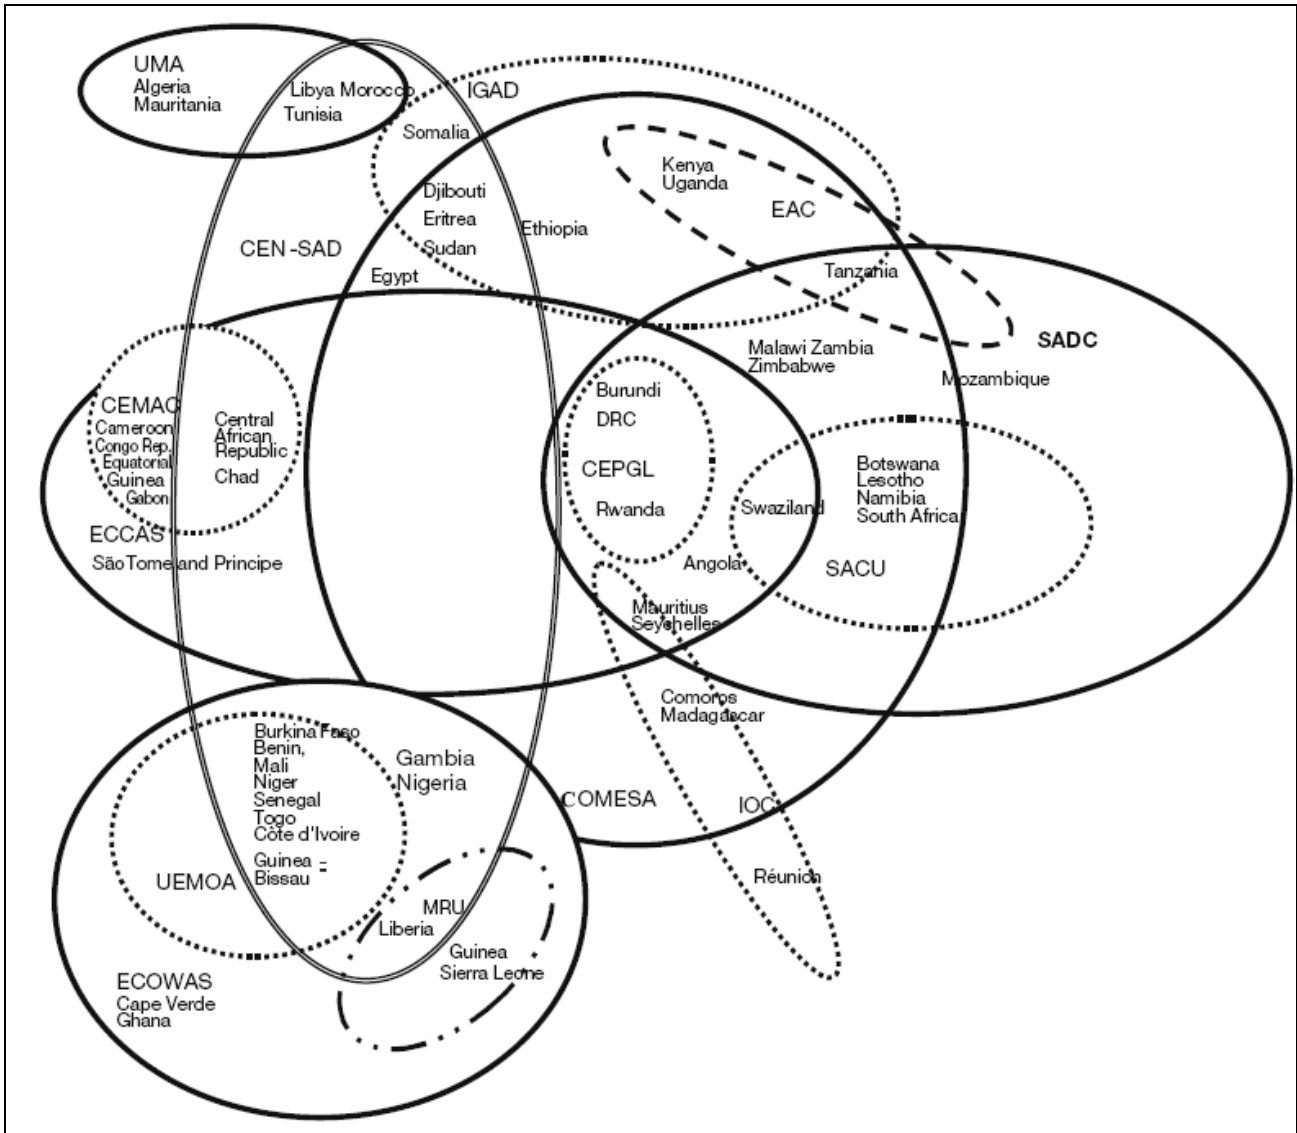 UMA
Algeria
Mauritania
Libya Morocco
Tunisia
IGAD
Somalia
Kenya
Uganda
EAC
Djibouti
Eritrea
Sudan
Ethiopia
CEN -SAD
Egypt
Tanzania
SADC
Malawi Zambia
Zimbabwe
Mozambique
CEMAC
Cameroon
Congo Rep.
Equatorial
Guinea
Gabon
Central
African
Republic
Chad
Burundi
DRC
CEPGL
Rwanda
Swaziland
Botswana
Lesotho
Namibia
South Africa
ECCAS
São Tome and Principe
Angola
SACU
Mauritius
Seychelles
Comoros
Madagascar
Burkina Faso
Benin,
Mali
Niger
Senegal
Togo
Côte d'Ivoire
Guinea -
Bissau
Gambia
Nigeria
COMESA
IOC
UEMOA
Réunion
MRU
Liberia
Guinea
Sierra Leone
ECOWAS
Cape Verde
Ghana